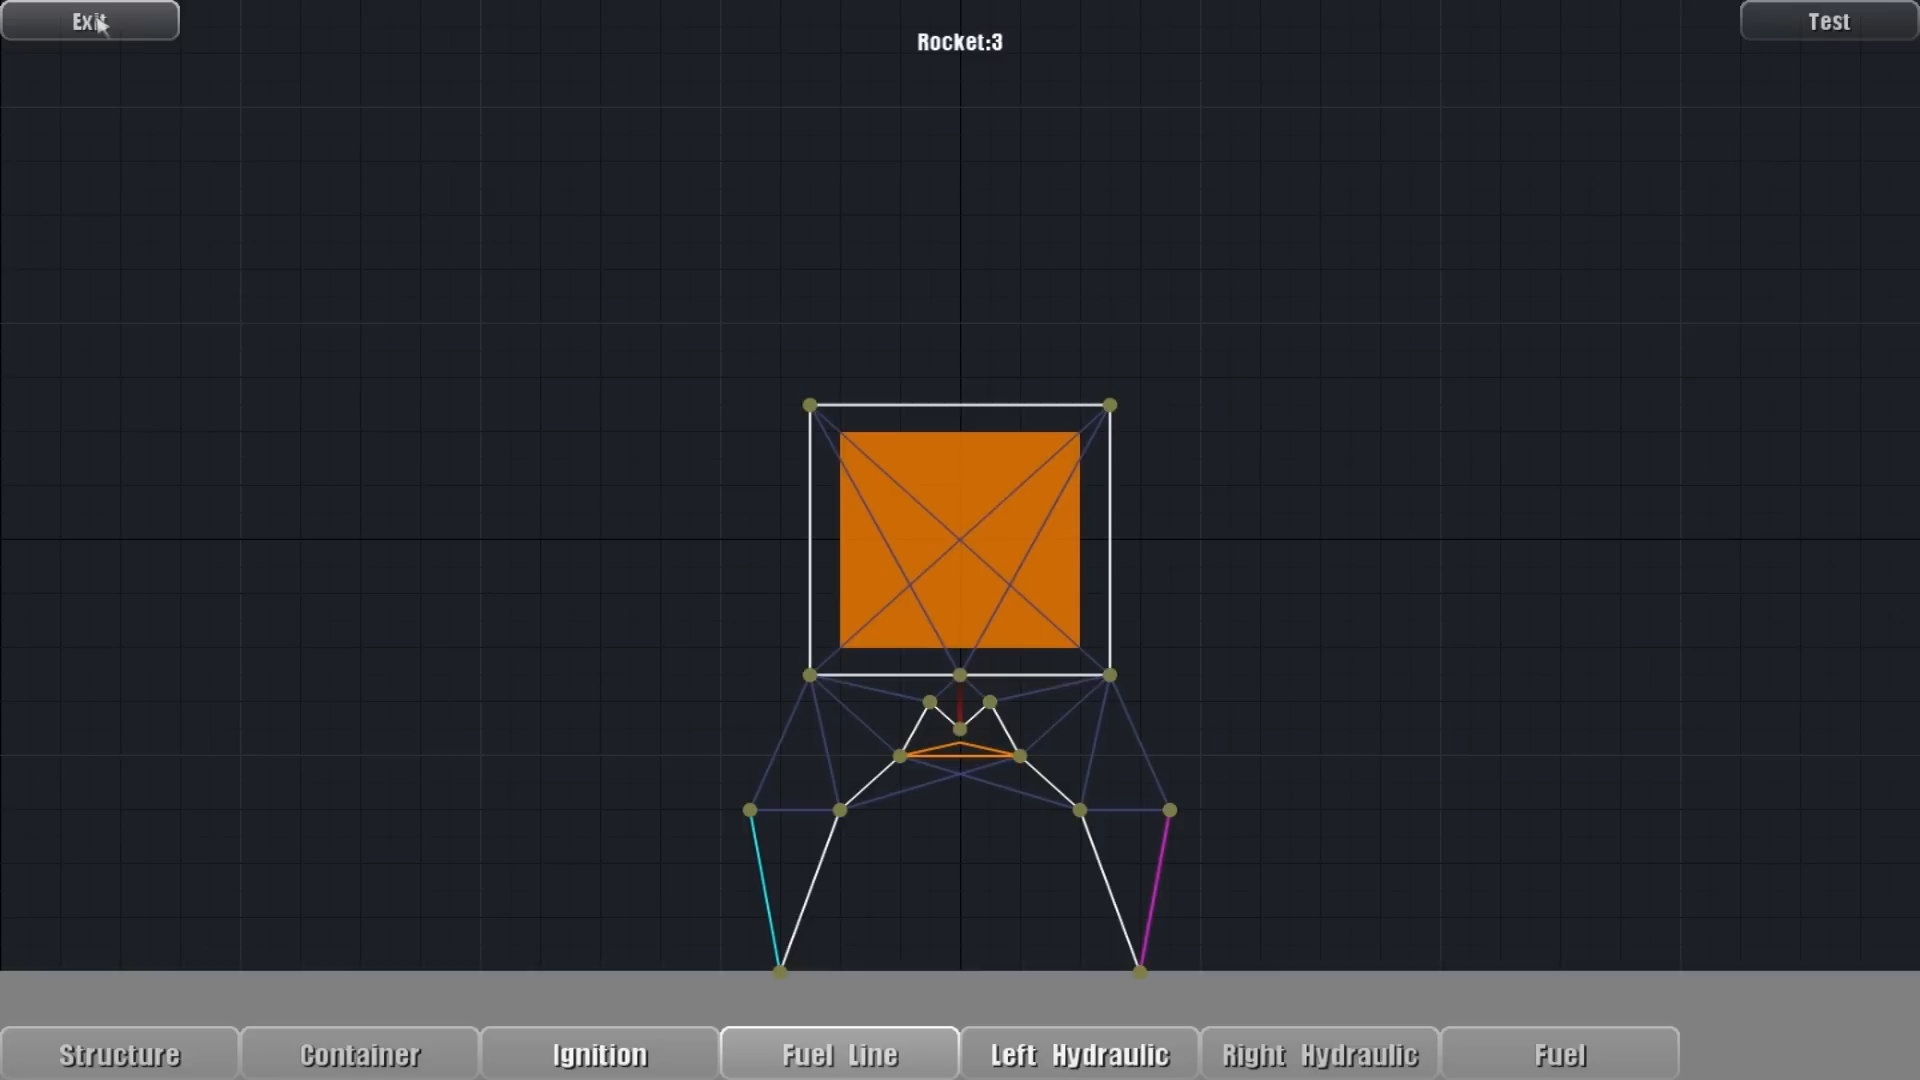 Exit
Test
Rocket:3
Structure
Container
Ignition
Fuel Line
Left Hydraulic
Right Hydraulic
Fuel